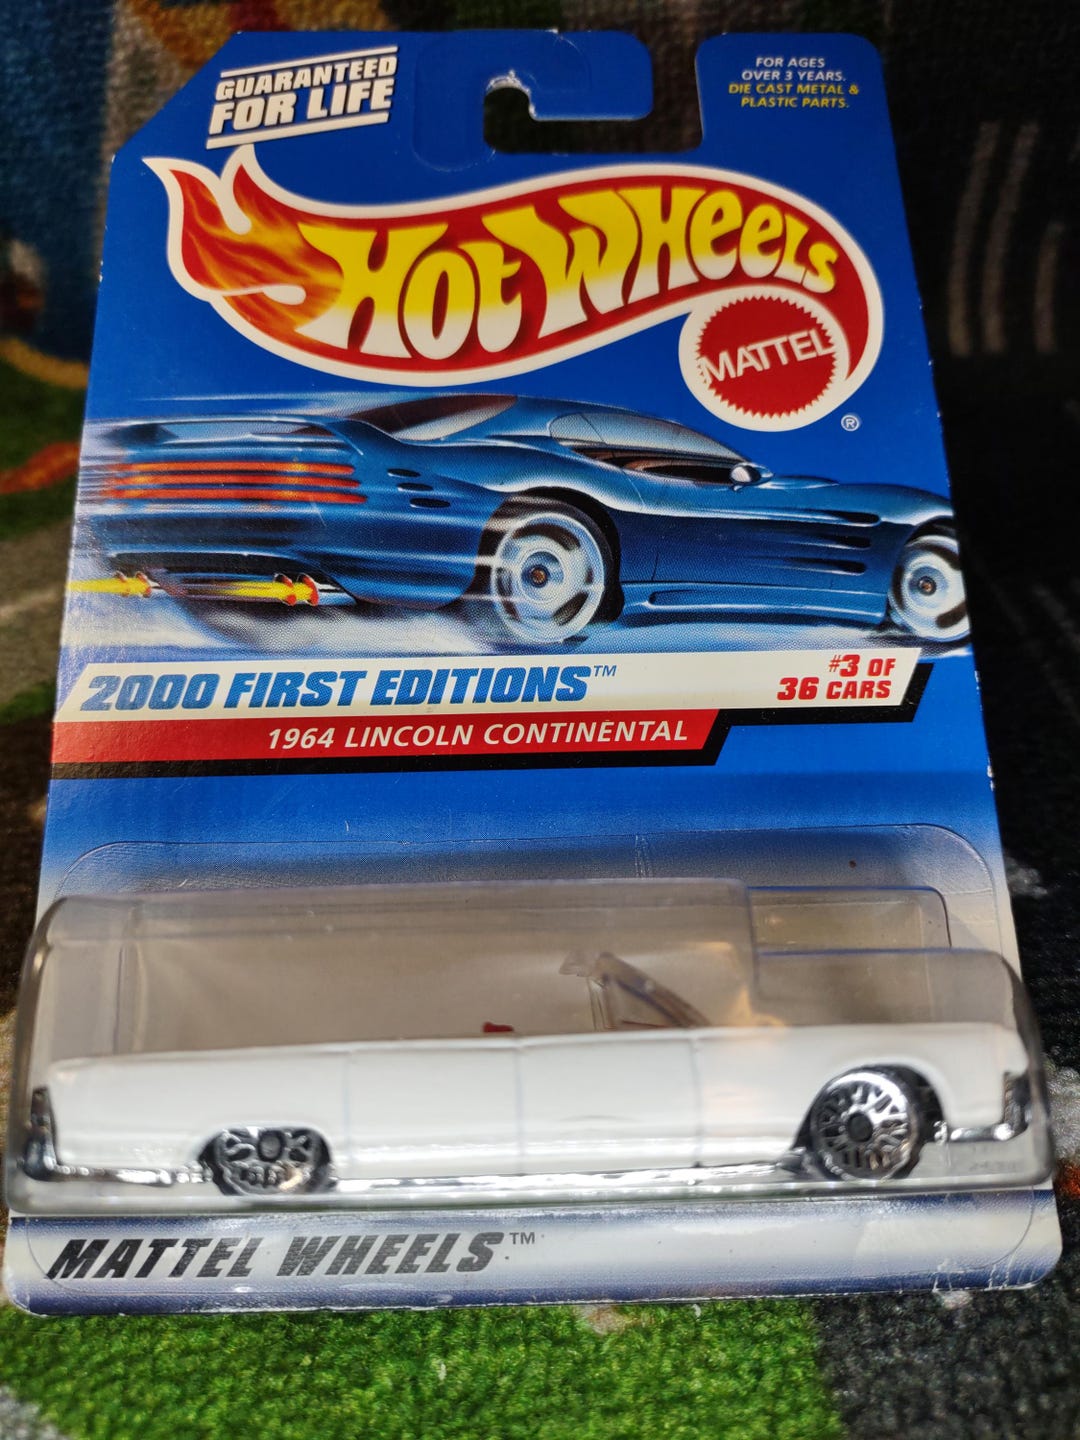 GUARANTEED
FOR LIFE
FOR AGES
OVER 3 YEARS.
DIE CAST METAL &
PLASTIC PARTS.
HOT WHEELS
MATTEL
®
2000 FIRST EDITIONS™
#3 OF
36 CARS
1964 LINCOLN CONTINENTAL
MATTEL WHEELS™